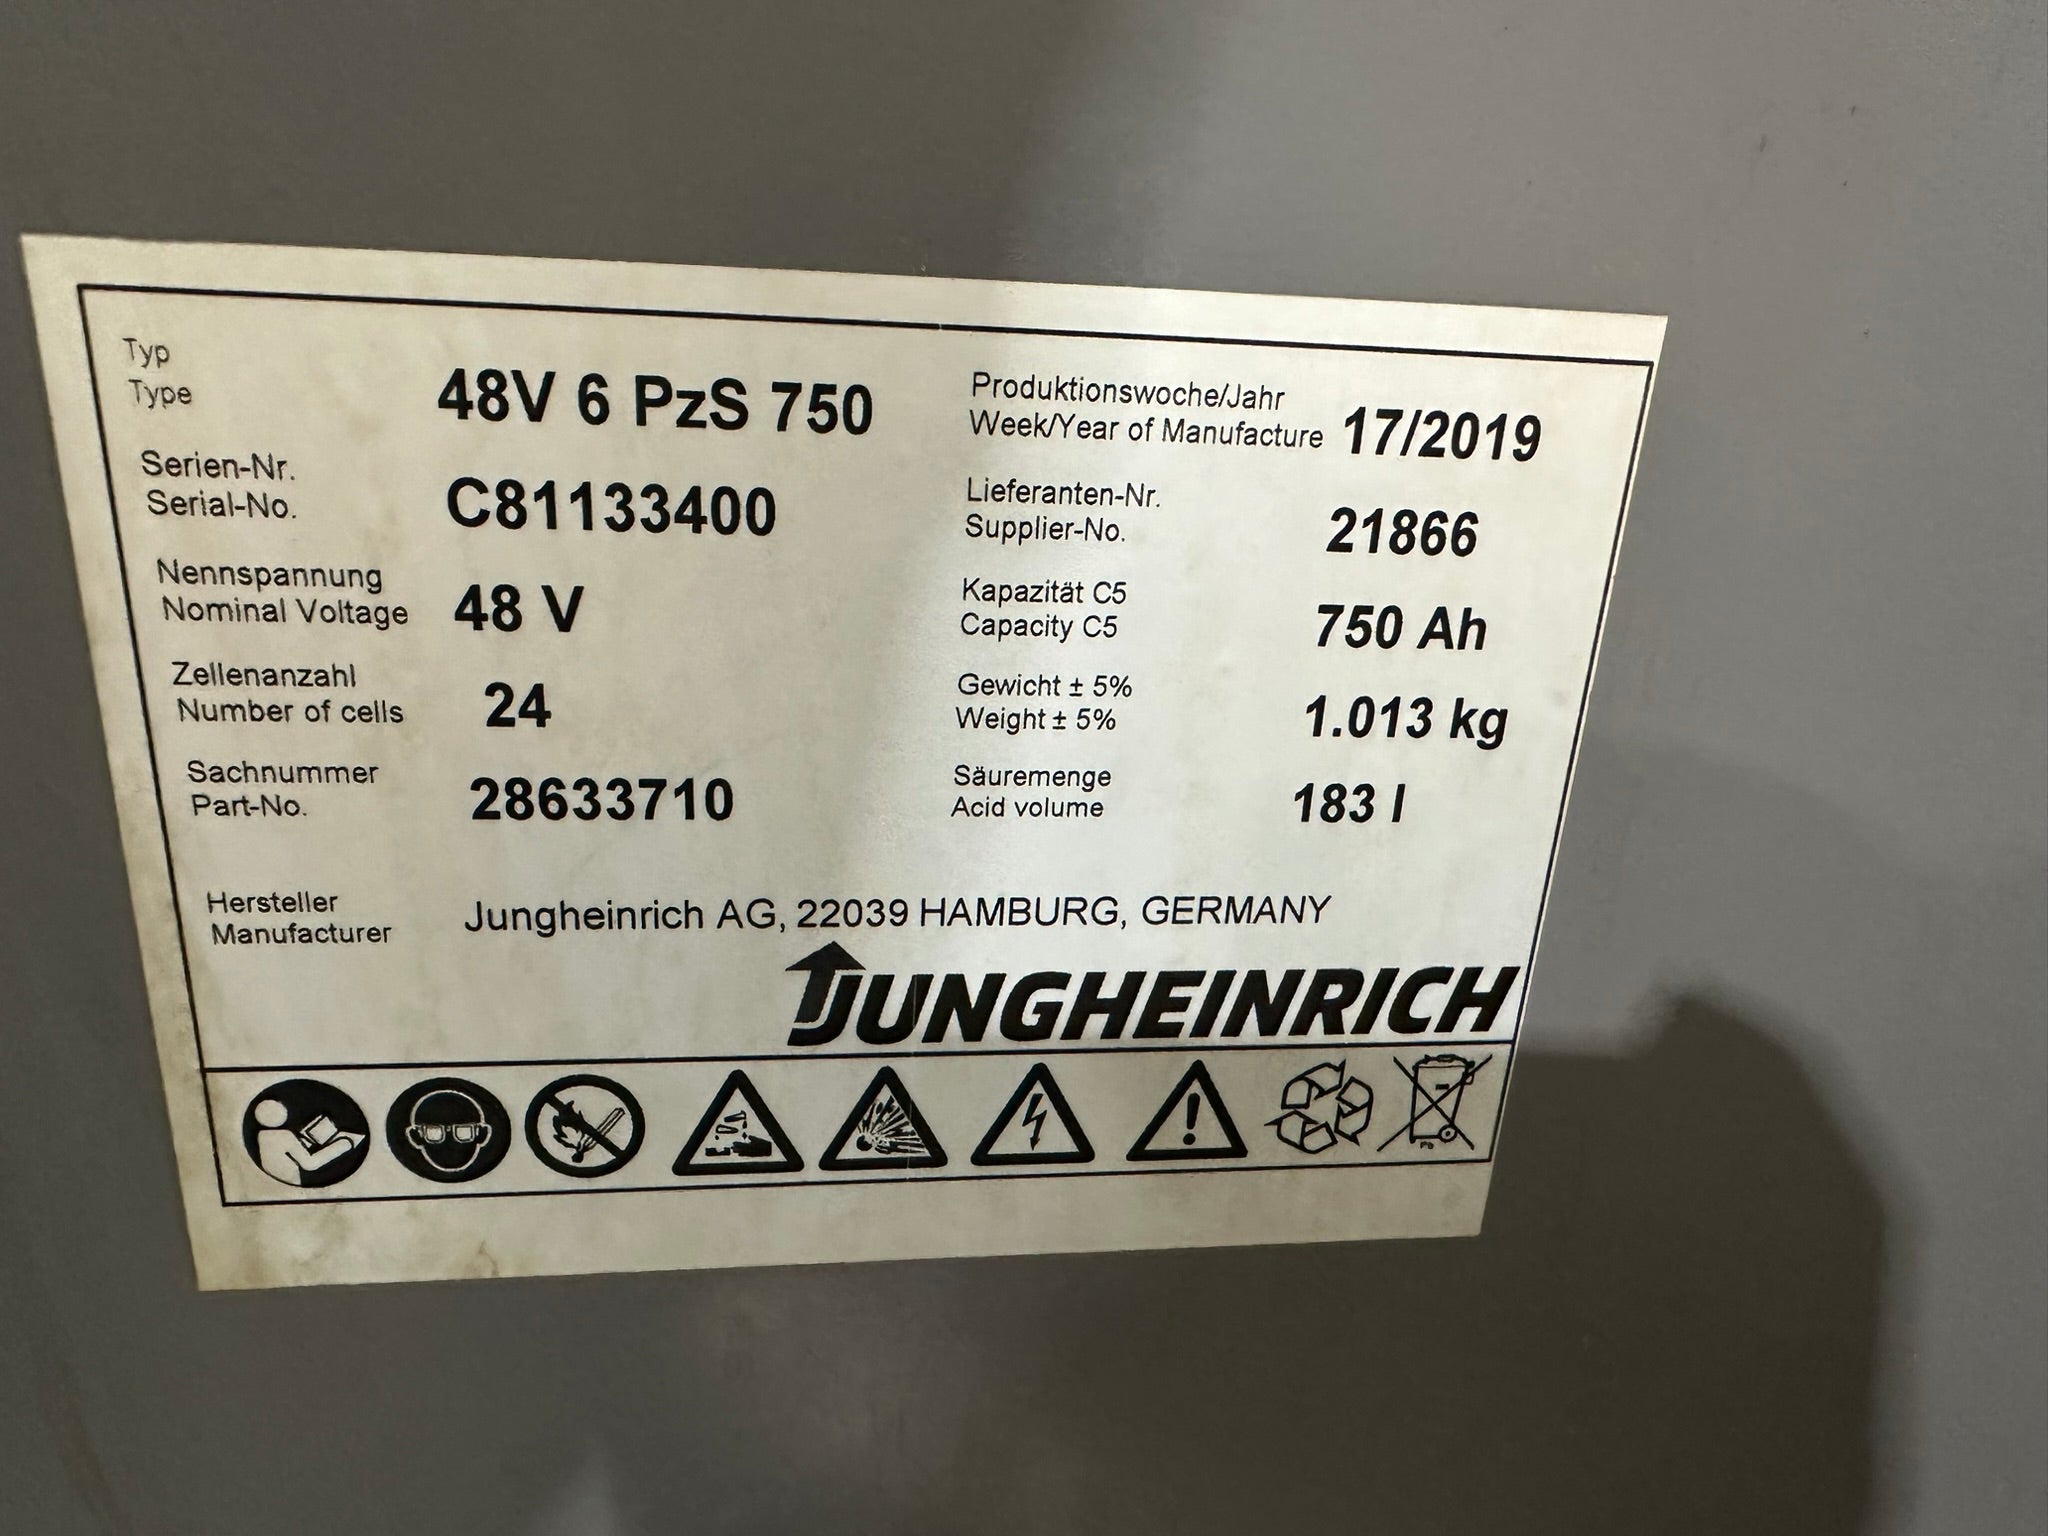 Typ
Type
48V 6 PzS 750
Produktionswoche/Jahr
Week/Year of Manufacture
17/2019
Serien-Nr.
Serial-No.
C81133400
Lieferanten-Nr.
Supplier-No.
21866
Nennspannung
Nominal Voltage
48 V
Kapazität C5
Capacity C5
750 Ah
Zellenanzahl
Number of cells
24
Gewicht ± 5%
Weight ± 5%
1.013 kg
Sachnummer
Part-No.
28633710
Säuremenge
Acid volume
183 l
Hersteller
Manufacturer
Jungheinrich AG, 22039 HAMBURG, GERMANY
JUNGHEINRICH
Pb